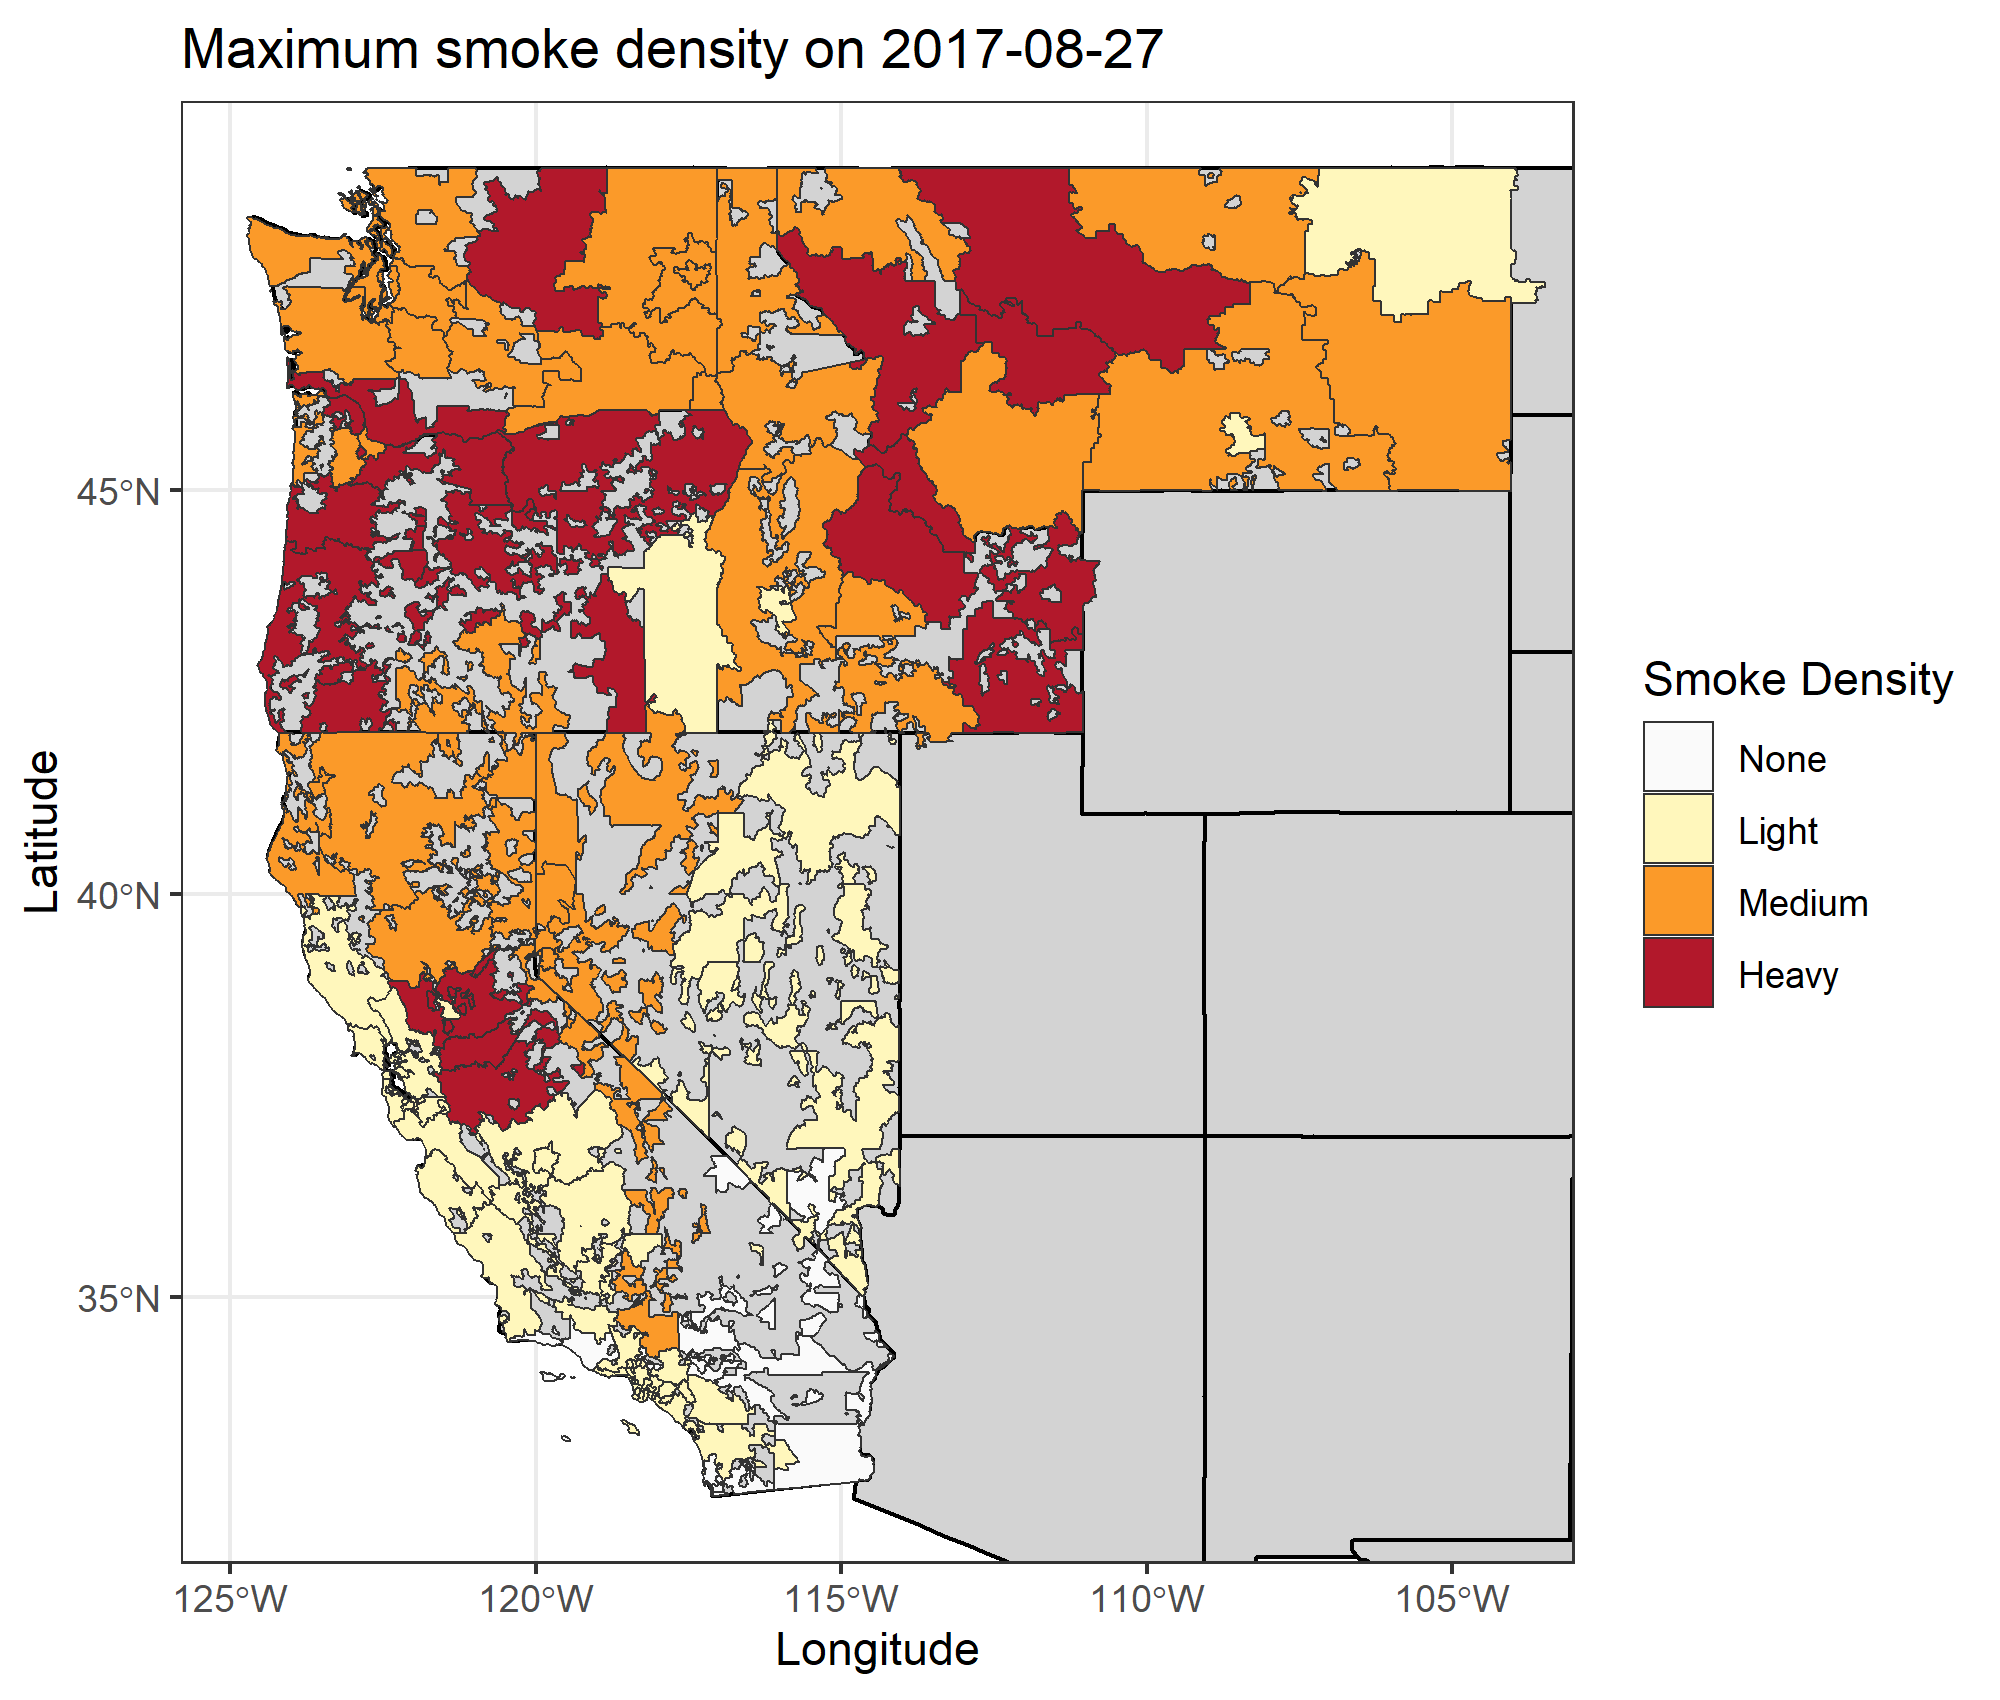 Maximum smoke density on 2017-08-27
45°N
40°N
35°N
Latitude
125°W
120°W
115°W
110°W
105°W
Longitude
Smoke Density
None
Light
Medium
Heavy